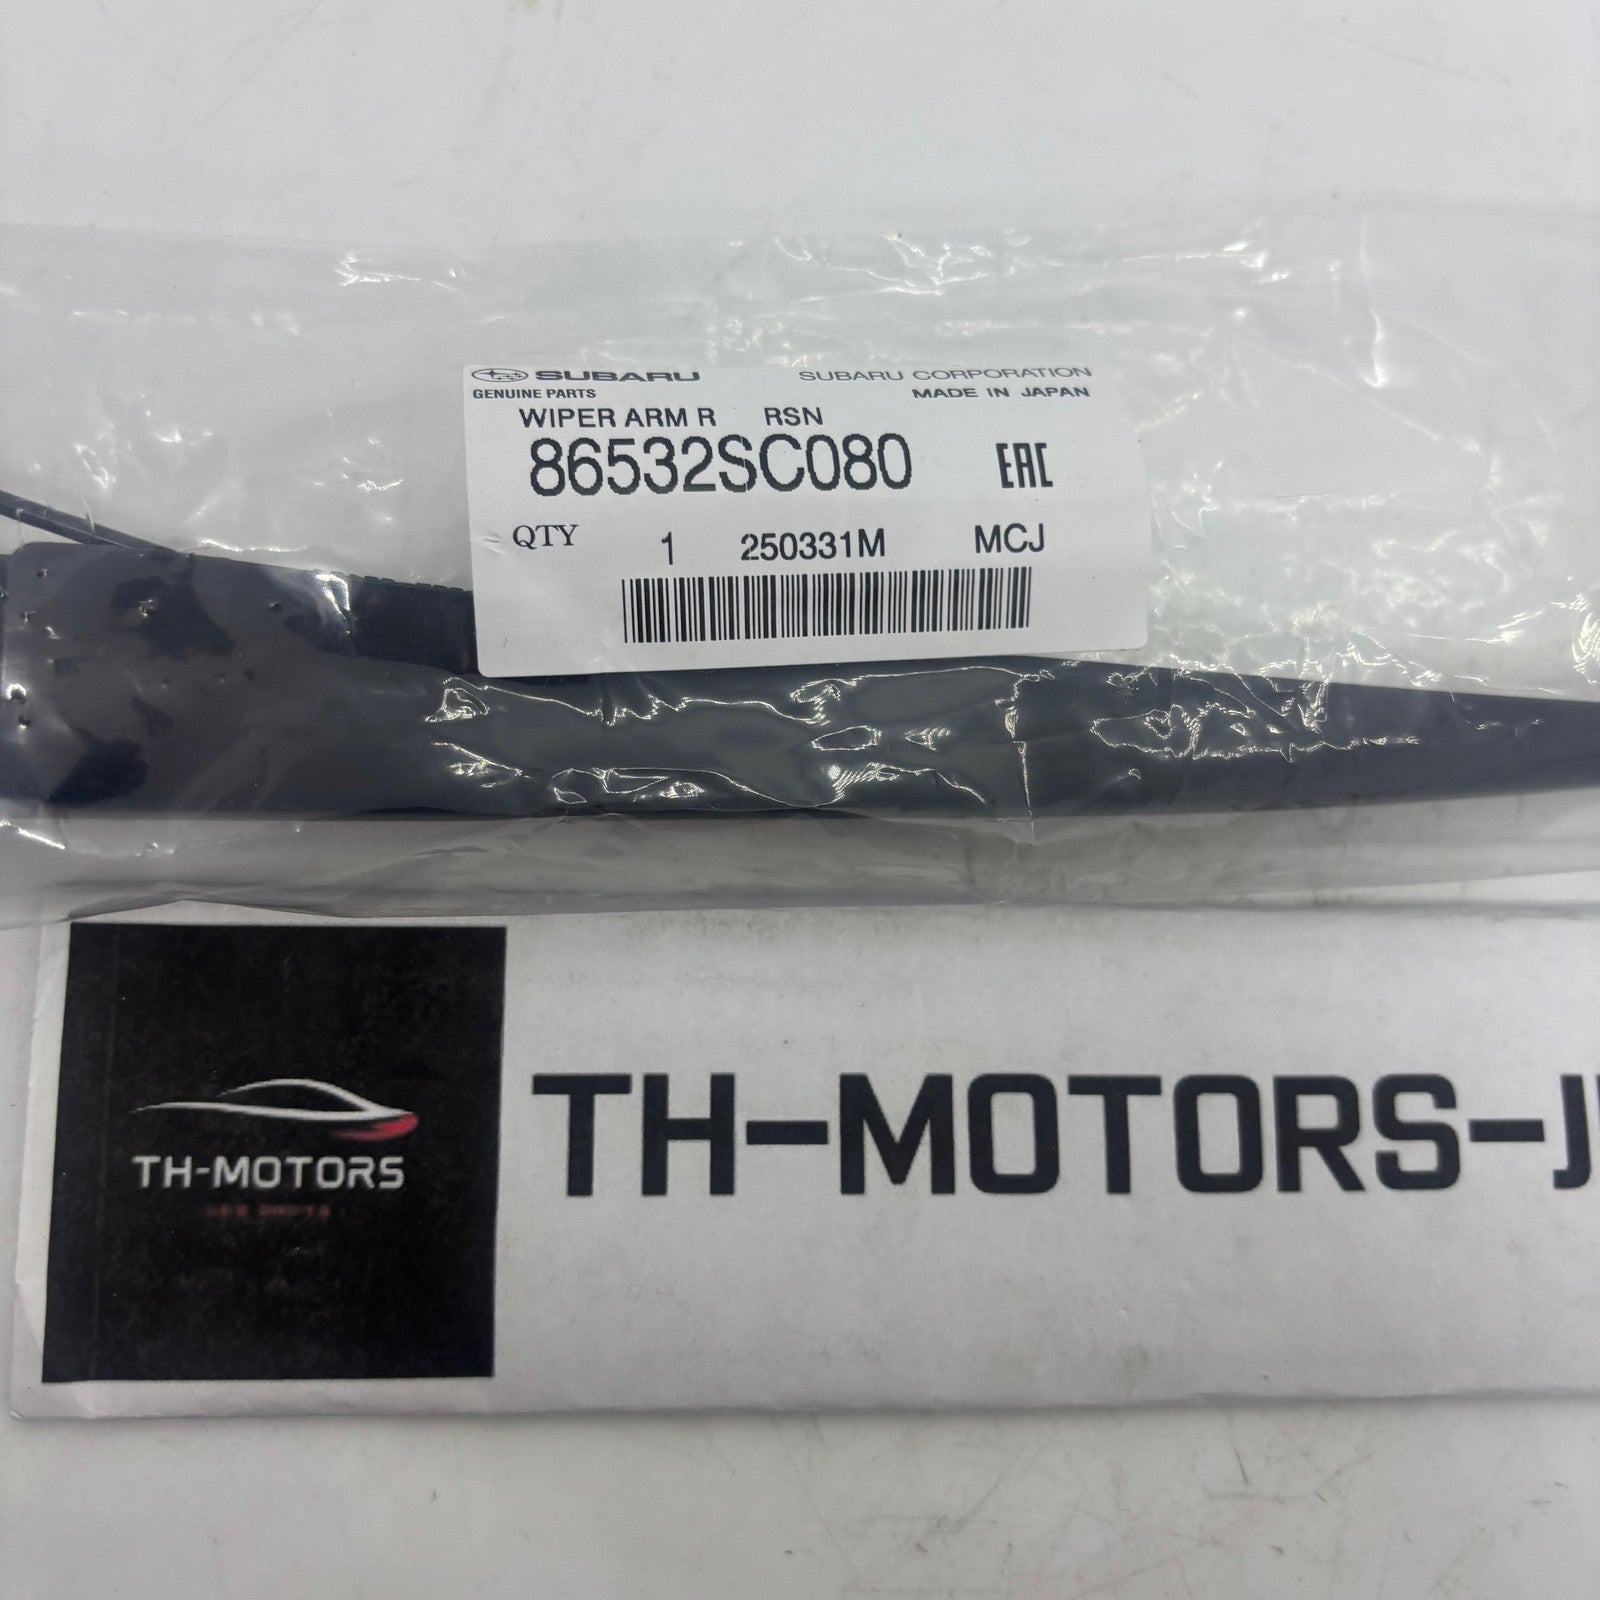 SUBARU SUBARU CORPORATION
GENUINE PARTS MADE IN JAPAN
WIPER ARM R RSN
86532SC080 EAC
QTY 1 250331M MCJ
TH-MOTORS-J
TH-MOTORS